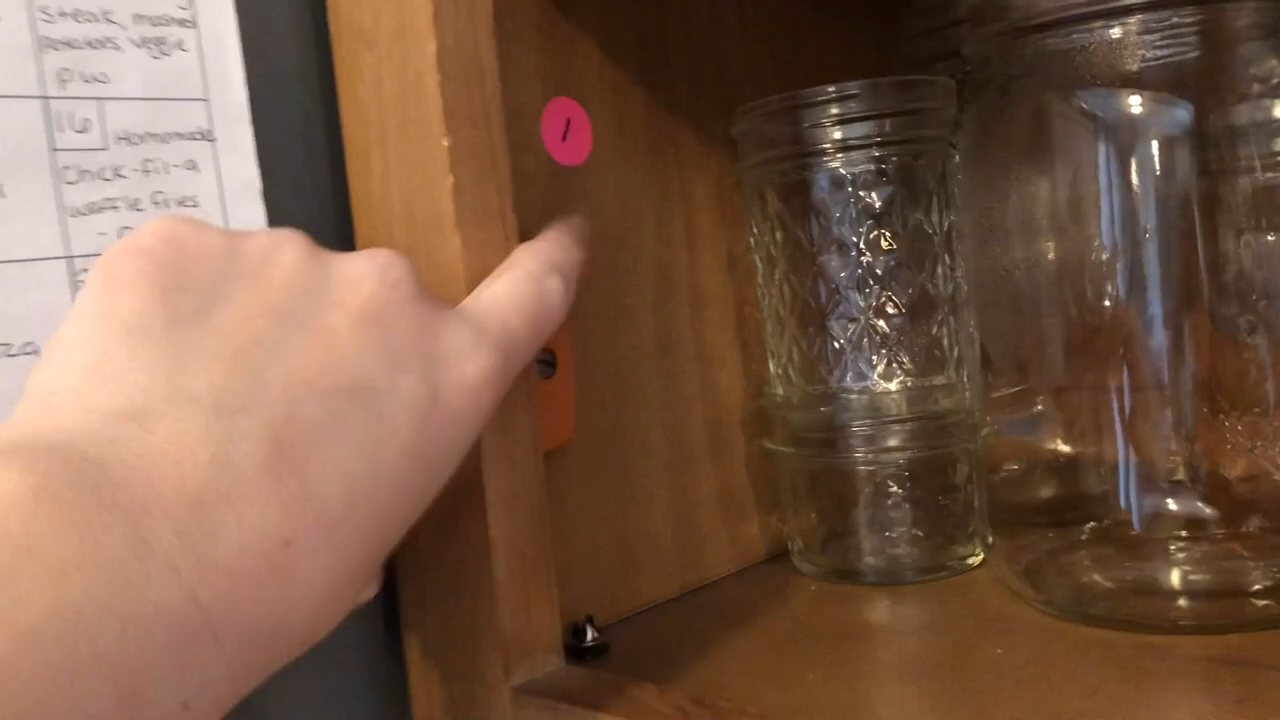 steak, mashed
potatoes, veggie
16
Homemade
Chick-fil-a
waffle fries
1